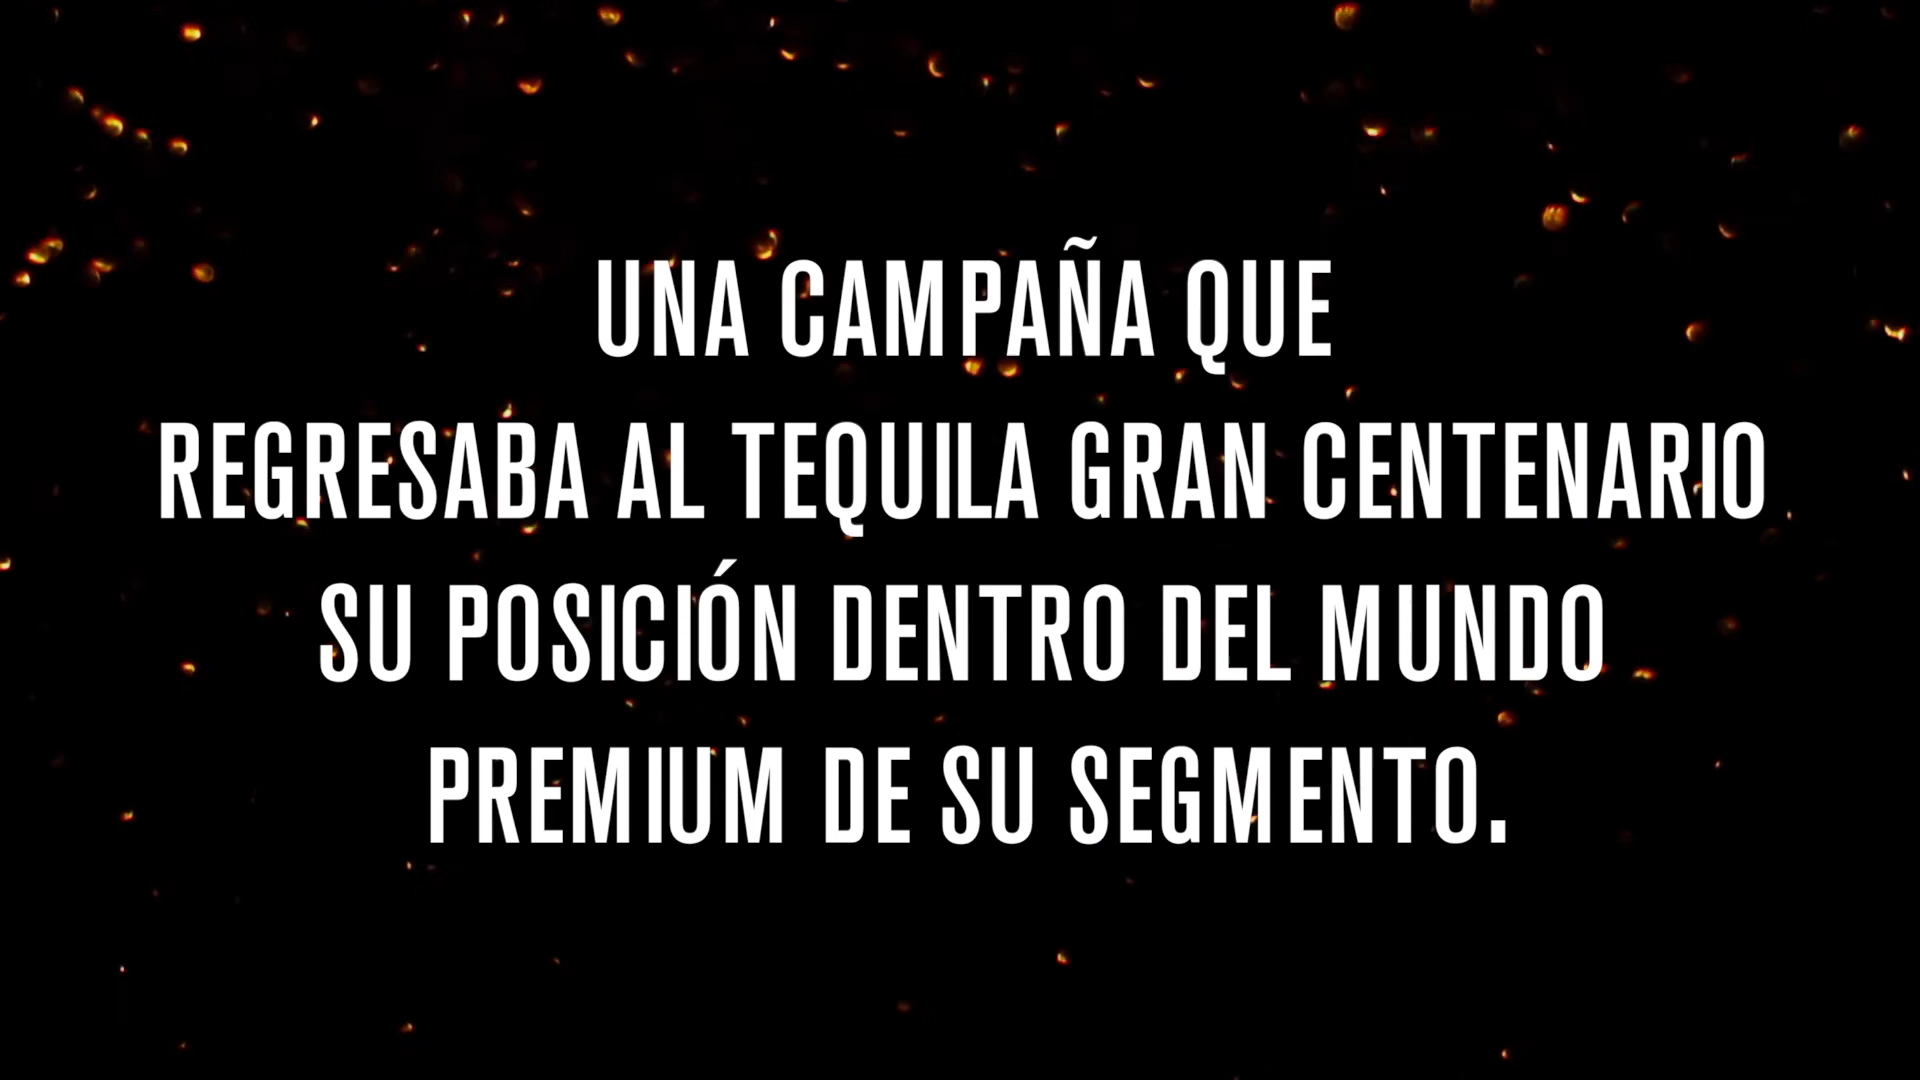 UNA CAMPAÑA QUE
REGRESABA AL TEQUILA GRAN CENTENARIO
SU POSICIÓN DENTRO DEL MUNDO
PREMIUM DE SU SEGMENTO.